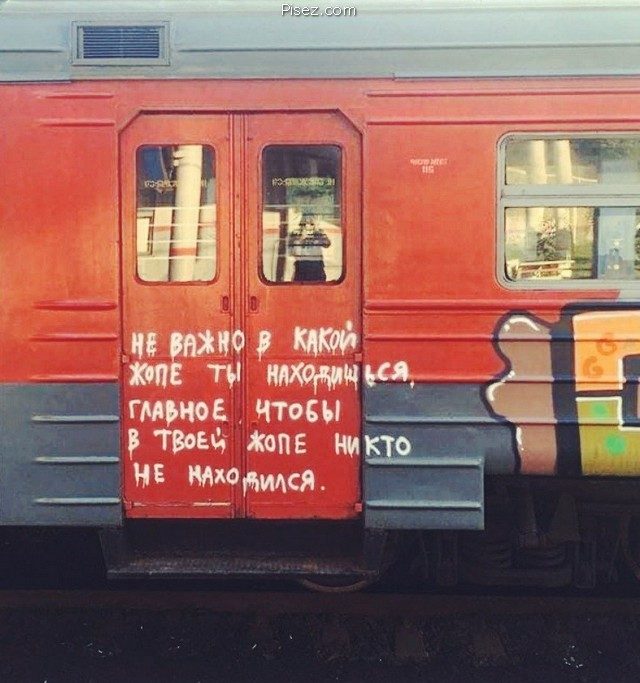 Pisez.com
НЕ ВАЖНО В КАКОЙ
ЖОПЕ ТЫ НАХОДИШЬСЯ,
ГЛАВНОЕ ЧТОБЫ
В ТВОЕЙ ЖОПЕ НИКТО
НЕ НАХОДИЛСЯ.